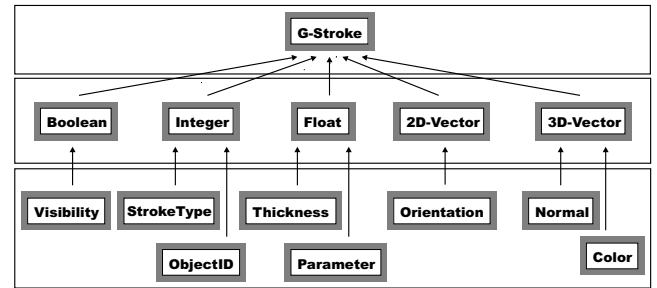 G-Stroke
Boolean Integer Float 2D-Vector 3D-Vector
Visibility StrokeType Thickness Orientation Normal
ObjectID Parameter Color